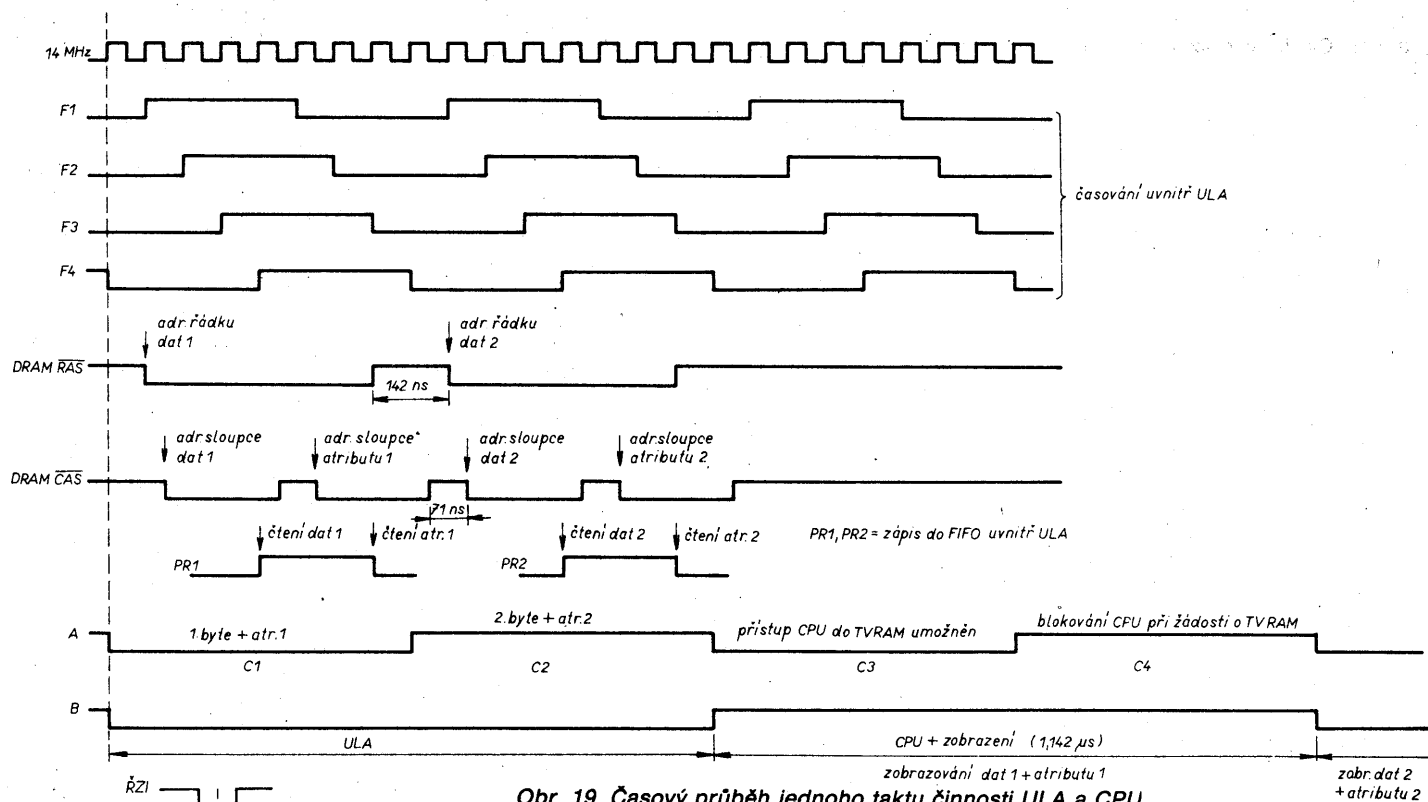 14 MHz
F1
F2
časování uvnitř ULA
F3
F4
adr. řádku
dat 1
adr řádku
dat 2
DRAM RAS
142 ns
adr. sloupce
dat 1
adr. sloupce
atributu 1
adr. sloupce
dat 2
adr. sloupce
atributu 2
DRAM CAS
71 ns
čtení dat 1
čtení atr. 1
čtení dat 2
čtení atr. 2
PR1, PR2 = zápis do FIFO uvnitř ULA
PR1
PR2
A
1. byte + atr. 1
2. byte + atr. 2
přístup CPU do TVRAM umožněn
blokování CPU při žádosti o TVRAM
C1
C2
C3
C4
B
ULA
CPU + zobrazení (1,142 µs)
zobrazování dat 1 + atributu 1
zobr. dat 2
+ atributu 2
ŘZI
Obr. 19. Časový průběh jednoho taktu činnosti ULA a CPU